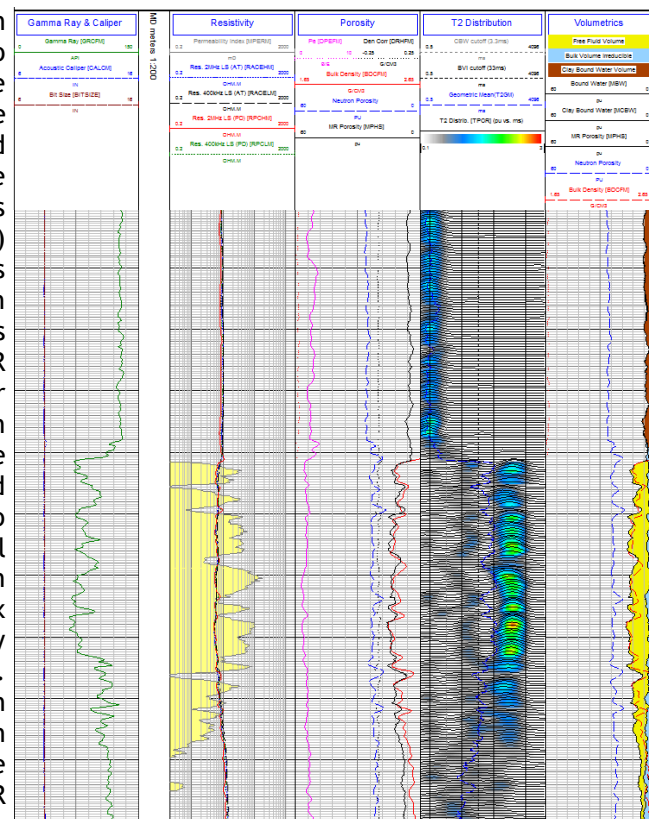 Gamma Ray & Caliper
Gamma Ray [GRCFM]
0 150
API
Acoustic Caliper [CALCM]
6 16
IN
Bit Size [BITSIZE]
6 16
IN
MD meters 1:200
Resistivity
Permeability Index [MPERM]
0.2 2000
mD
Res. 2MHz LS (AT) [RACEHM]
0.2 2000
OHM.M
Res. 400kHz LS (AT) [RACELM]
0.2 2000
OHM.M
Res. 2MHz LS (PD) [RPCHM]
0.2 2000
OHM.M
Res. 400kHz LS (PD) [RPCLM]
0.2 2000
OHM.M
Porosity
Pe [DPEFM] Den Corr [DRHFM]
0 10 -0.25 0.25
B/E G/CM3
Bulk Density [BDCFM]
1.65 2.65
G/CM3
Neutron Porosity
60 0
PU
MR Porosity [MPHS]
60 0
pu
T2 Distribution
CBW cutoff (3.3ms)
0.5 4096
ms
BVI cutoff (33ms)
0.5 4096
ms
Geometric Mean[T2GM]
0.5 4096
ms
T2 Distrib. [TPOR] (pu vs. ms)
0.1 3
Volumetrics
Free Fluid Volume
Bulk Volume Irreducible
Clay Bound Water Volume
Bound Water [MBW]
60 0
pu
Clay Bound Water [MCBW]
60 0
pu
MR Porosity [MPHS]
60 0
pu
Neutron Porosity
60 0
PU
Bulk Density [BDCFM]
1.65 2.65
G/CM3